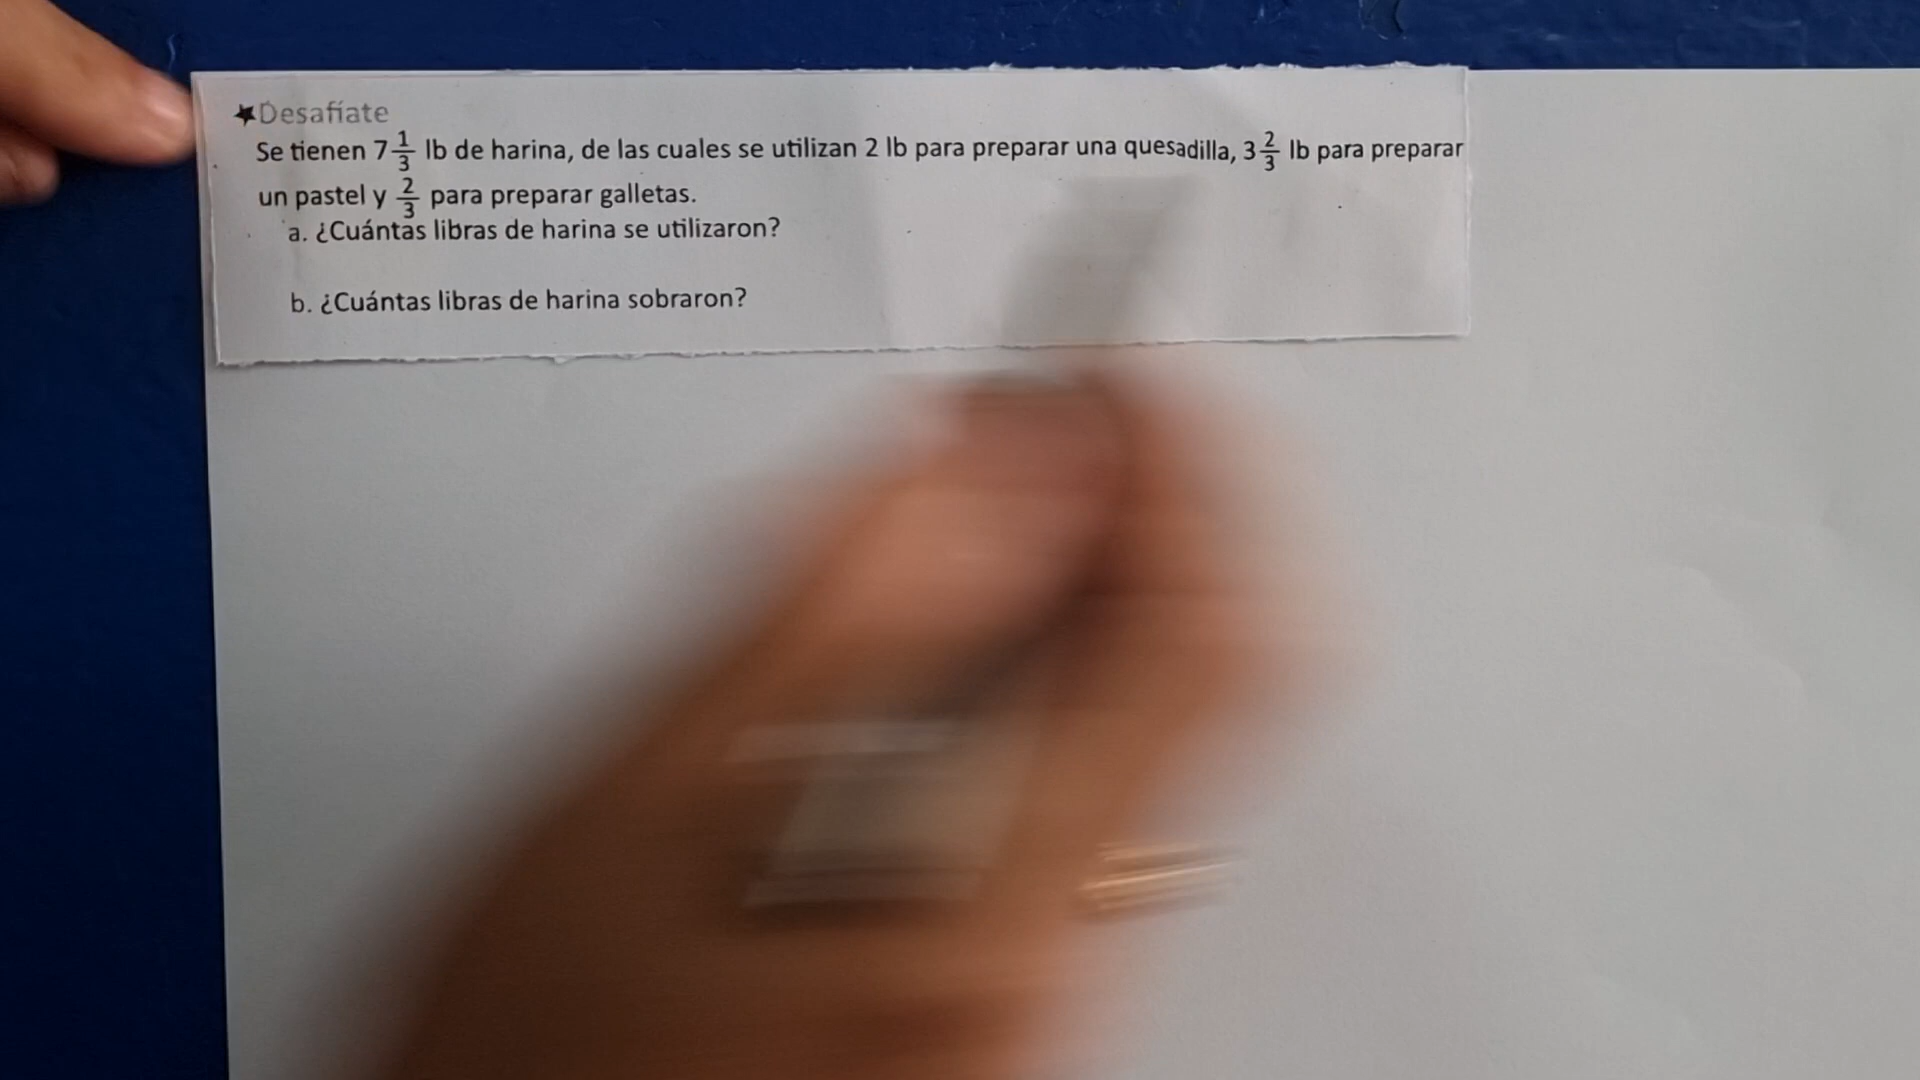 ★Desafíate
Se tienen 7 1/3 lb de harina, de las cuales se utilizan 2 lb para preparar una quesadilla, 3 2/3 lb para preparar
un pastel y 2/3 para preparar galletas.
a. ¿Cuántas libras de harina se utilizaron?
b. ¿Cuántas libras de harina sobraron?